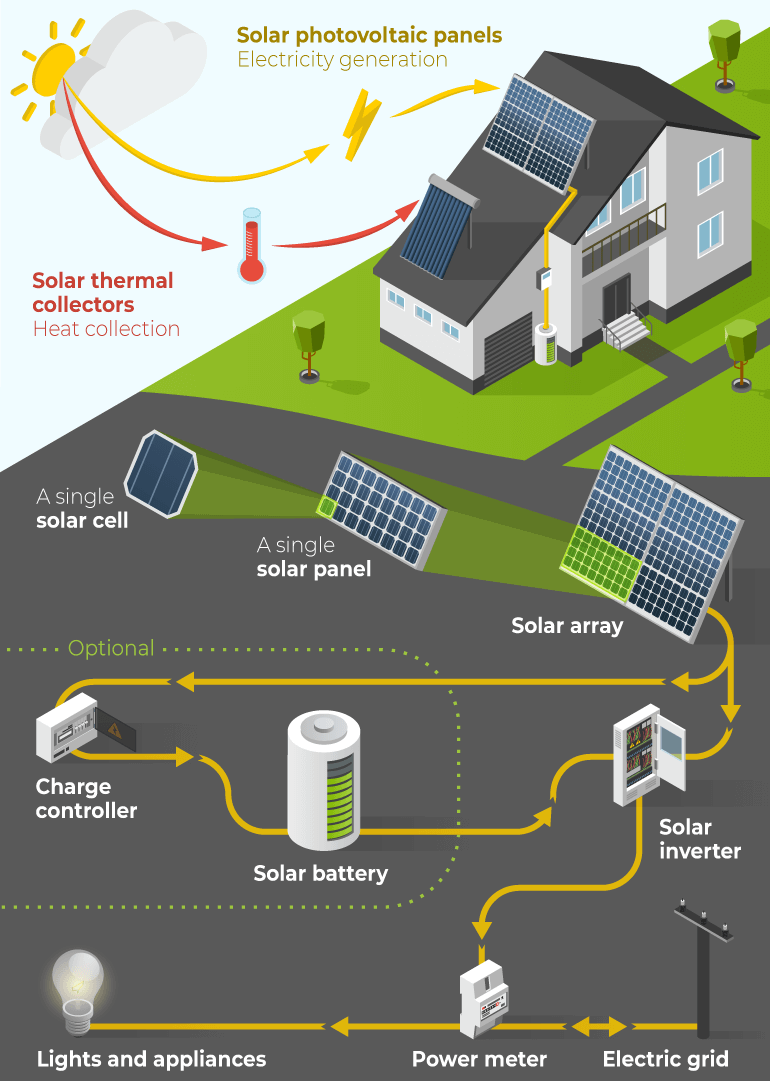 Solar photovoltaic panels
Electricity generation
Solar thermal
collectors
Heat collection
A single
solar cell
A single
solar panel
Solar array
Optional
Charge
controller
Solar battery
Solar
inverter
Lights and appliances
Power meter
Electric grid